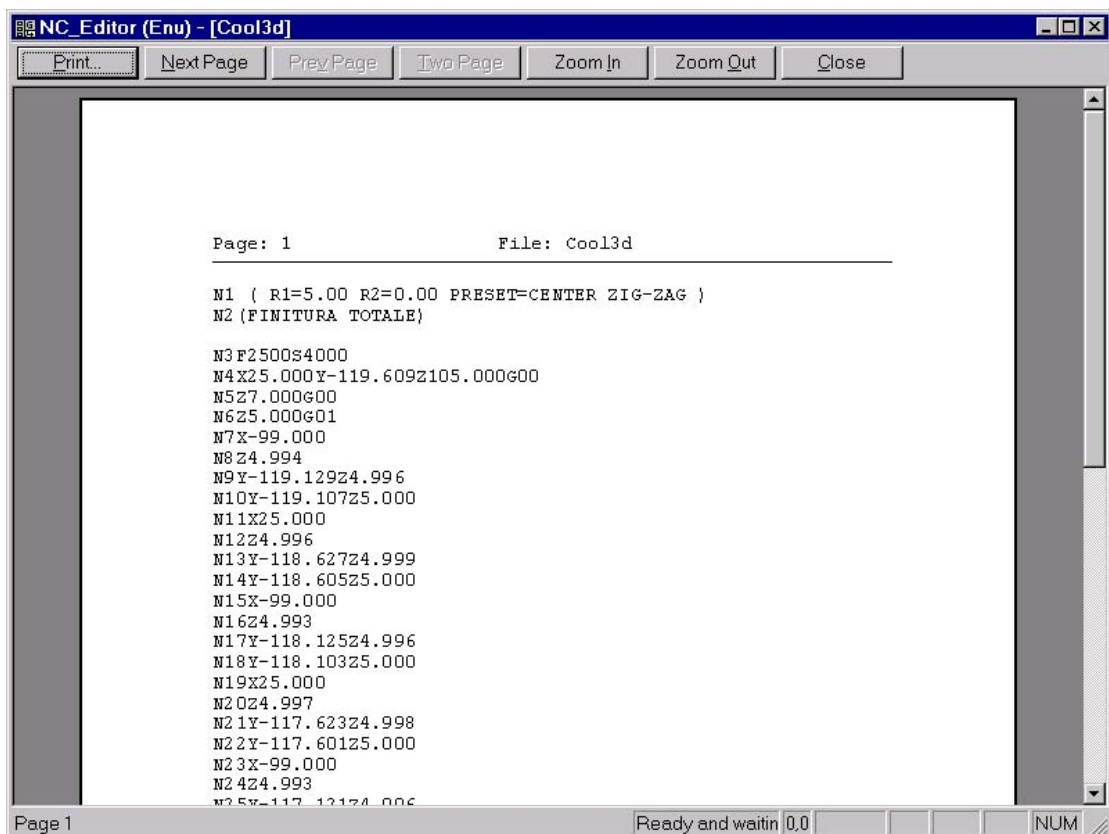 NC_Editor (Enu) - [Cool3d]
Print... Next Page Prev Page Two Page Zoom In Zoom Out Close
Page: 1 File: Cool3d
N1 ( R1=5.00 R2=0.00 PRESET=CENTER ZIG-ZAG )
N2(FINITURA TOTALE)
N3F2500S4000
N4X25.000Y-119.609Z105.000G00
N5Z7.000G00
N6Z5.000G01
N7X-99.000
N8Z4.994
N9Y-119.129Z4.996
N10Y-119.107Z5.000
N11X25.000
N12Z4.996
N13Y-118.627Z4.999
N14Y-118.605Z5.000
N15X-99.000
N16Z4.993
N17Y-118.125Z4.996
N18Y-118.103Z5.000
N19X25.000
N20Z4.997
N21Y-117.623Z4.998
N22Y-117.601Z5.000
N23X-99.000
N24Z4.993
Page 1 Ready and waitin 0,0 NUM